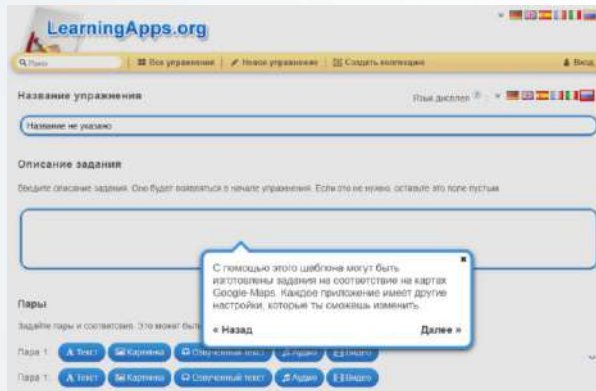 LearningApps.org
Поиск
Все упражнения
Новое упражнение
Создать коллекцию
Вход
Название упражнения
Язык дисплея
Название не указано
Описание задания
Введите описание задания. Оно будет появляться в начале упражнения. Если это не нужно, оставьте это поле пустым.
С помощью этого шаблона могут быть
изготовлены задания на соответствие на картах
Google-Maps. Каждое приложение имеет другие
настройки, которые ты сможешь изменить.
« Назад Далее »
Пары
Задайте пары и соответствия. Это может быть
Пара 1: Текст Картинка Озвученный текст Аудио Видео
Пара 1: Текст Картинка Озвученный текст Аудио Видео